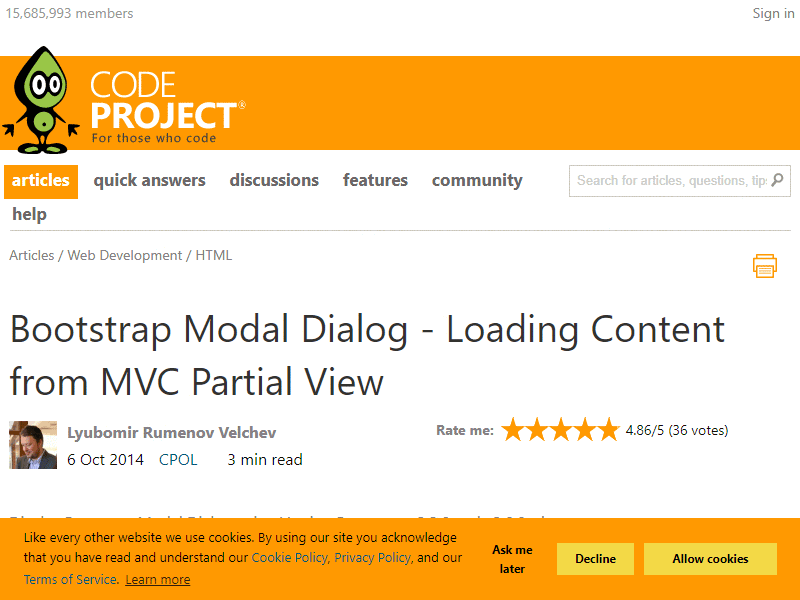 15,685,993 members
Sign in
CODE
PROJECT®
For those who code
articles quick answers discussions features community
Search for articles, questions, tips
help
Articles / Web Development / HTML
Bootstrap Modal Dialog - Loading Content
from MVC Partial View
Lyubomir Rumenov Velchev
Rate me: 4.86/5 (36 votes)
6 Oct 2014 CPOL 3 min read
Like every other website we use cookies. By using our site you acknowledge
that you have read and understand our Cookie Policy, Privacy Policy, and our
Terms of Service. Learn more
Ask me
later
Decline
Allow cookies